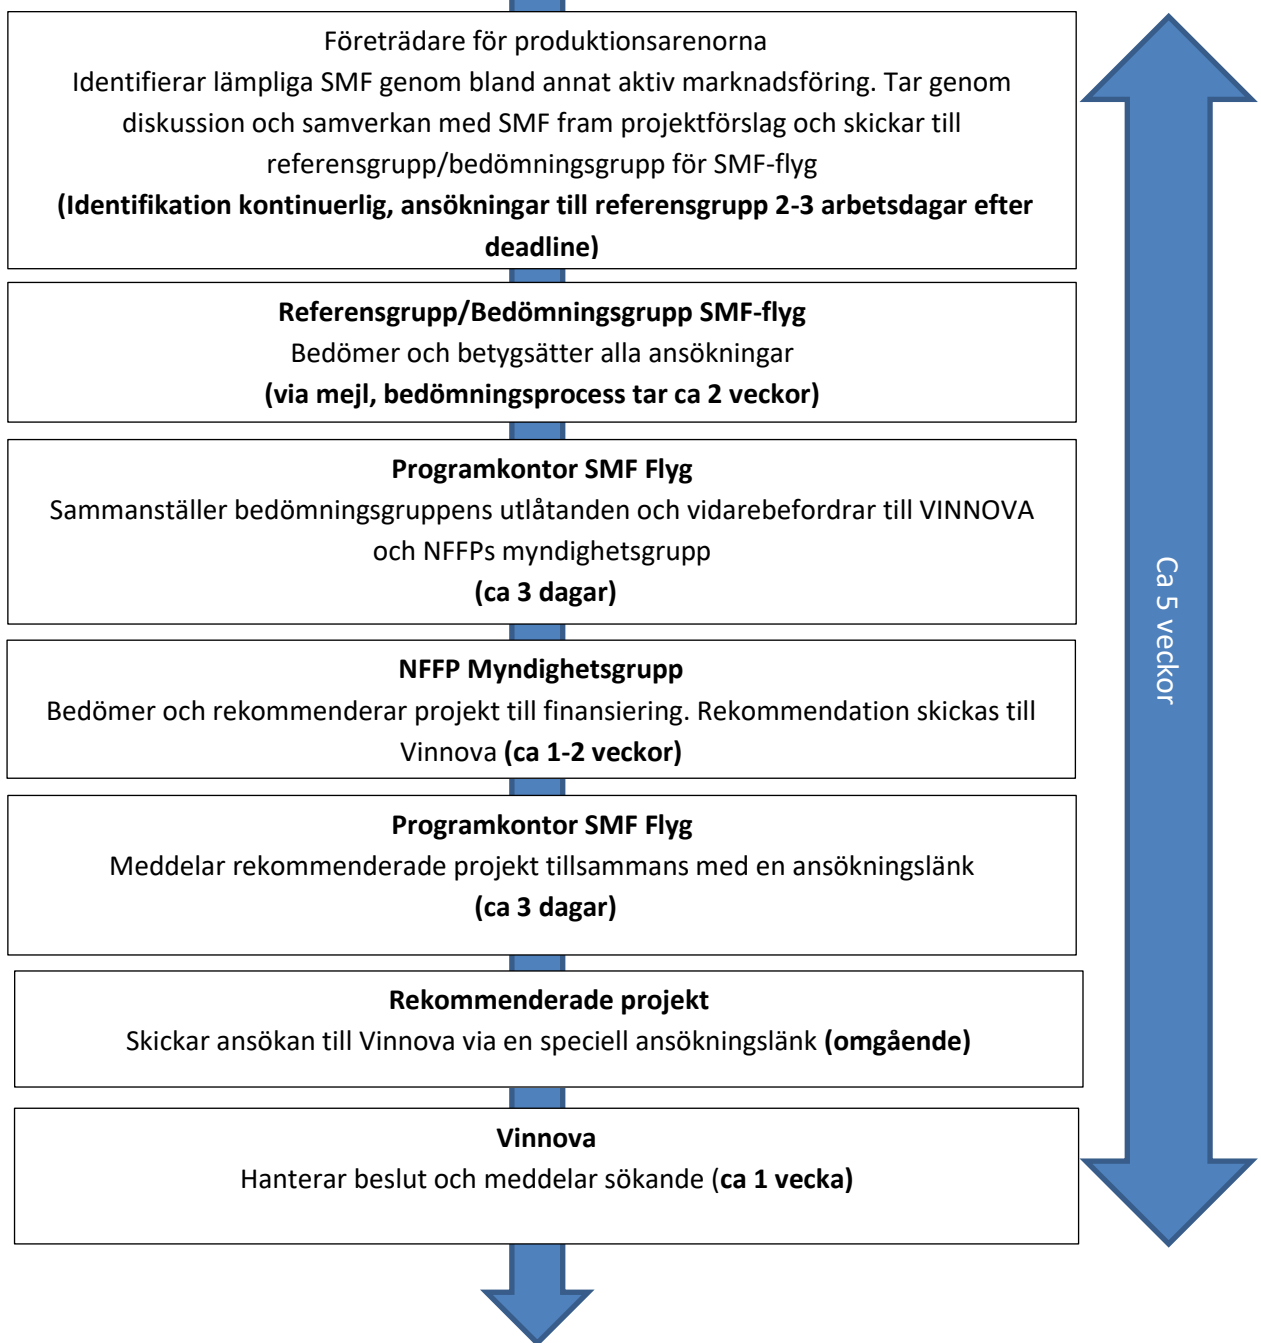 Företrädare för produktionsarenorna
Identifierar lämpliga SMF genom bland annat aktiv marknadsföring. Tar genom
diskussion och samverkan med SMF fram projektförslag och skickar till
referensgrupp/bedömningsgrupp för SMF-flyg
(Identifikation kontinuerlig, ansökningar till referensgrupp 2-3 arbetsdagar efter
deadline)
Referensgrupp/Bedömningsgrupp SMF-flyg
Bedömer och betygsätter alla ansökningar
(via mejl, bedömningsprocess tar ca 2 veckor)
Programkontor SMF Flyg
Sammanställer bedömningsgruppens utlåtanden och vidarebefordrar till VINNOVA
och NFFPs myndighetsgrupp
(ca 3 dagar)
NFFP Myndighetsgrupp
Bedömer och rekommenderar projekt till finansiering. Rekommendation skickas till
Vinnova (ca 1-2 veckor)
Programkontor SMF Flyg
Meddelar rekommenderade projekt tillsammans med en ansökningslänk
(ca 3 dagar)
Rekommenderade projekt
Skickar ansökan till Vinnova via en speciell ansökningslänk (omgående)
Vinnova
Hanterar beslut och meddelar sökande (ca 1 vecka)
Ca 5 veckor